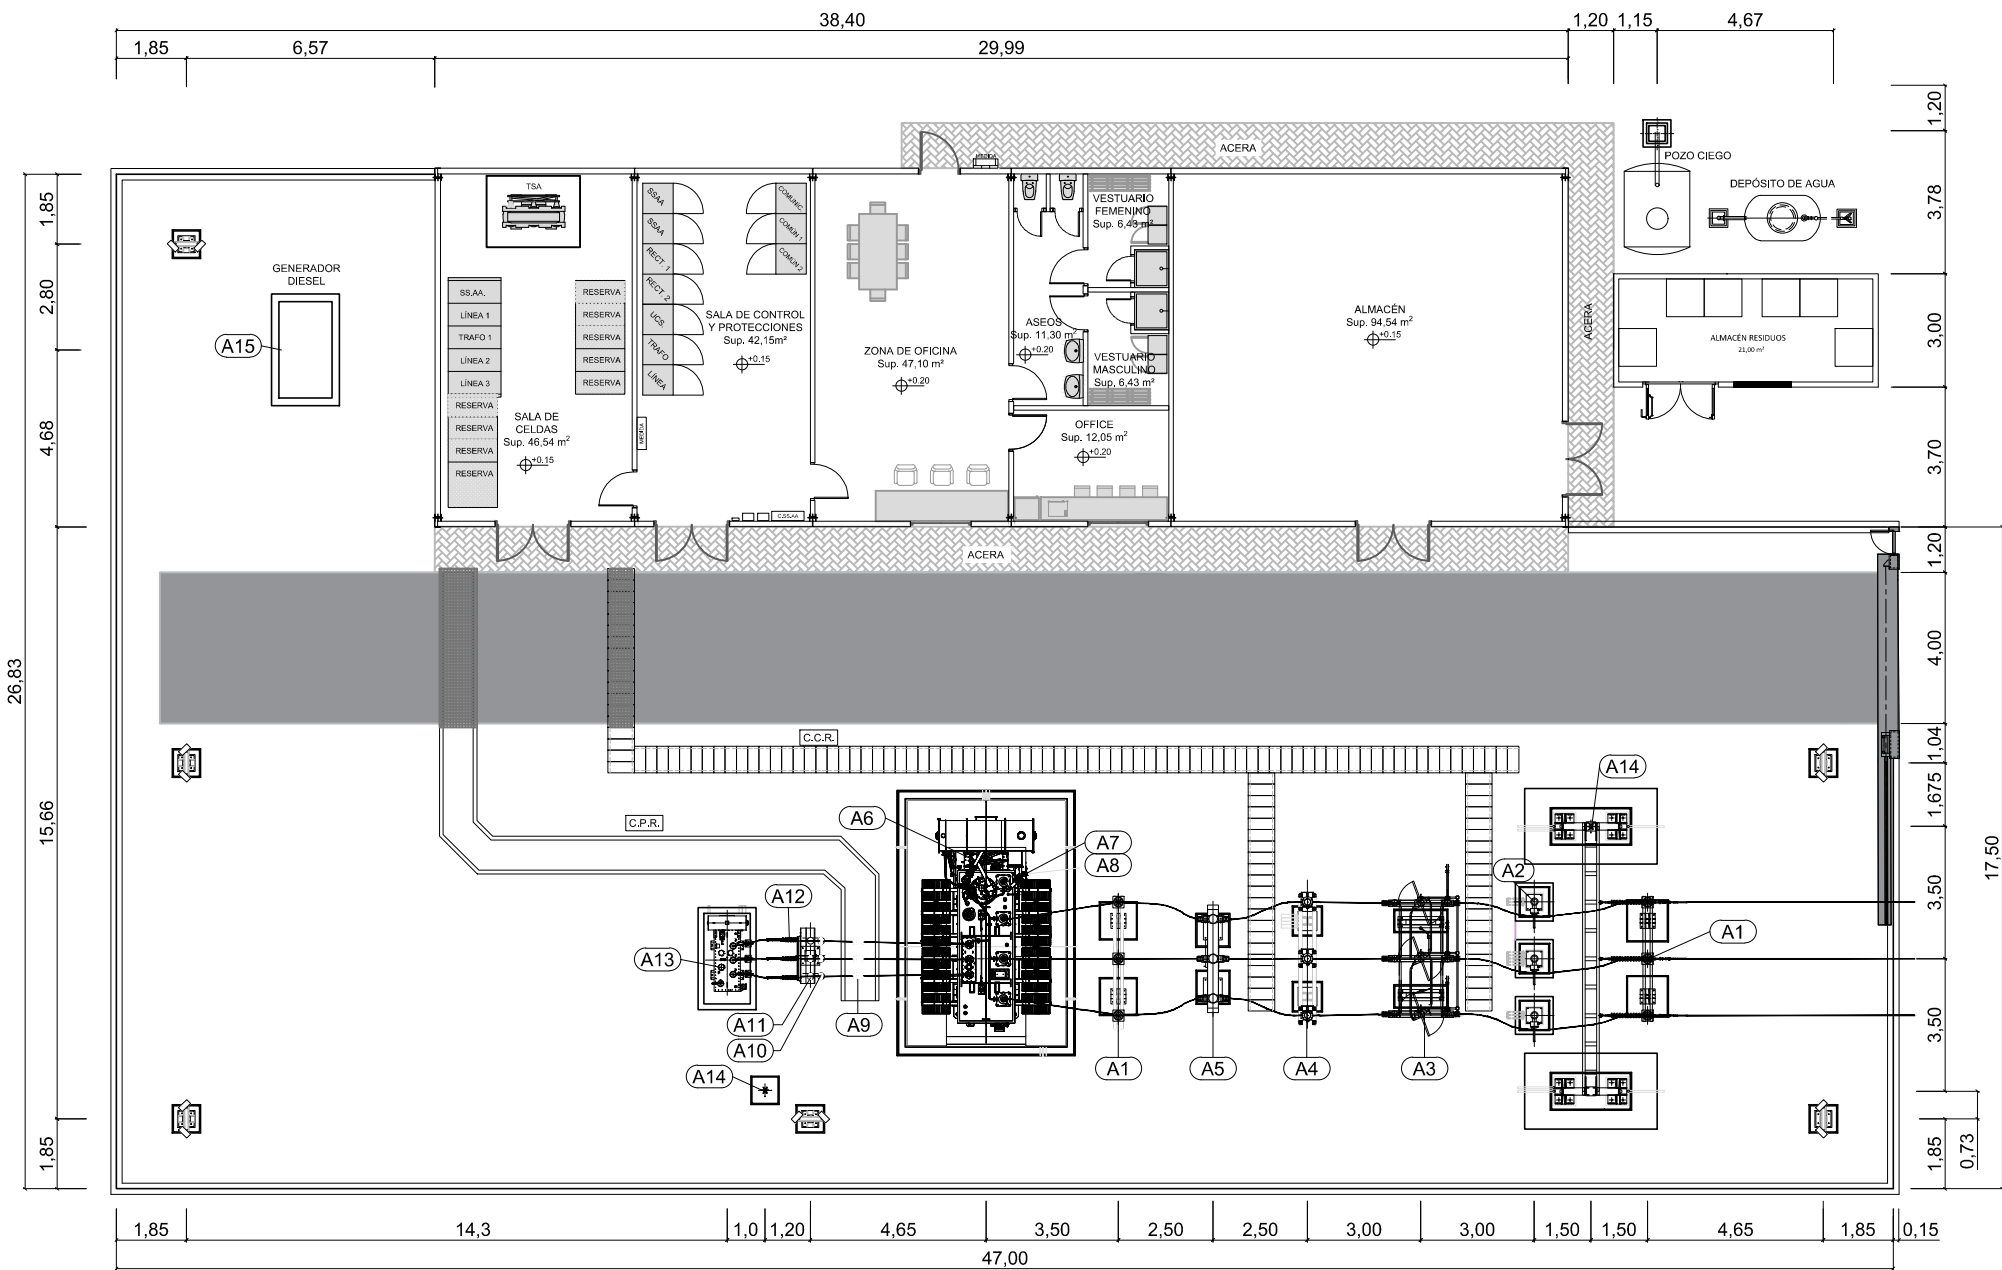 38,40
1,20
1,15
4,67
1,85
6,57
29,99
1,20
3,78
3,00
3,70
1,20
4,00
1,04
1,675
3,50
3,50
1,85
0,73
17,50
26,83
1,85
2,80
4,68
15,66
1,85
ACERA
POZO CIEGO
DEPÓSITO DE AGUA
TSA
SSAA
SSAA
RECT. 1
RECT. 2
UCS.
TRAFO
LÍNEA
COMUNIC.
COMÚN 1
COMÚN 2
MEDIDA
VESTUARIO
FEMENINO
Sup. 6,43 m²
GENERADOR
DIESEL
A15
SS.AA.
LÍNEA 1
TRAFO 1
LÍNEA 2
LÍNEA 3
RESERVA
RESERVA
RESERVA
RESERVA
RESERVA
RESERVA
RESERVA
RESERVA
RESERVA
SALA DE
CELDAS
Sup. 46,54 m²
+0.15
SALA DE CONTROL
Y PROTECCIONES
Sup. 42,15m²
+0.15
MEDIDA
C.SS.AA
ZONA DE OFICINA
Sup. 47,10 m²
+0.20
ASEOS
Sup. 11,30 m²
+0.20
VESTUARIO
MASCULINO
Sup. 6,43 m²
OFFICE
Sup. 12,05 m²
+0.20
ALMACÉN
Sup. 94,54 m²
+0.15
ACERA
ALMACÉN RESIDUOS
21,00 m²
ACERA
C.C.R.
C.P.R.
A14
A6
A7
A8
A2
A12
A1
A13
A11
A10
A9
A14
A1
A5
A4
A3
1,85
14,3
1,0
1,20
4,65
3,50
2,50
2,50
3,00
3,00
1,50
1,50
4,65
1,85
0,15
47,00